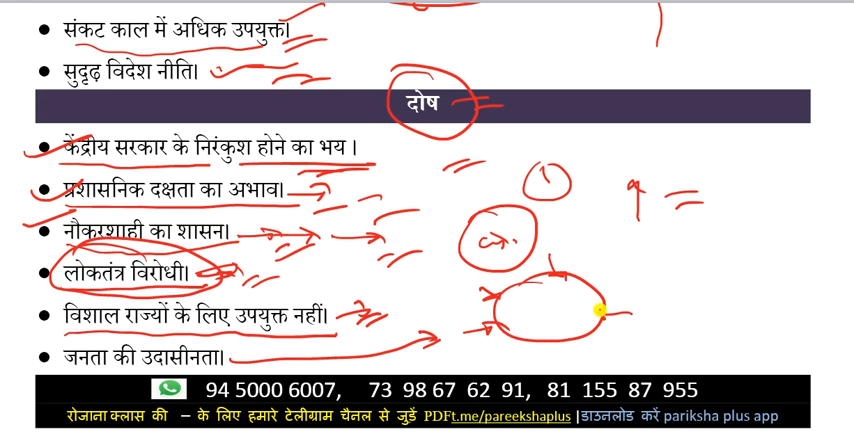 • संकट काल में अधिक उपयुक्त।
• सुदृढ़ विदेश नीति।
दोष
• केंद्रीय सरकार के निरंकुश होने का भय ।
• प्रशासनिक दक्षता का अभाव।
• नौकरशाही का शासन।
• लोकतंत्र विरोधी।
• विशाल राज्यों के लिए उपयुक्त नहीं।
• जनता की उदासीनता।
94 5000 6007, 73 98 67 62 91, 81 155 87 955
रोजाना क्लास की – के लिए हमारे टेलीग्राम चैनल से जुड़ें PDFt.me/pareekshaplus |डाउनलोड करें pariksha plus app